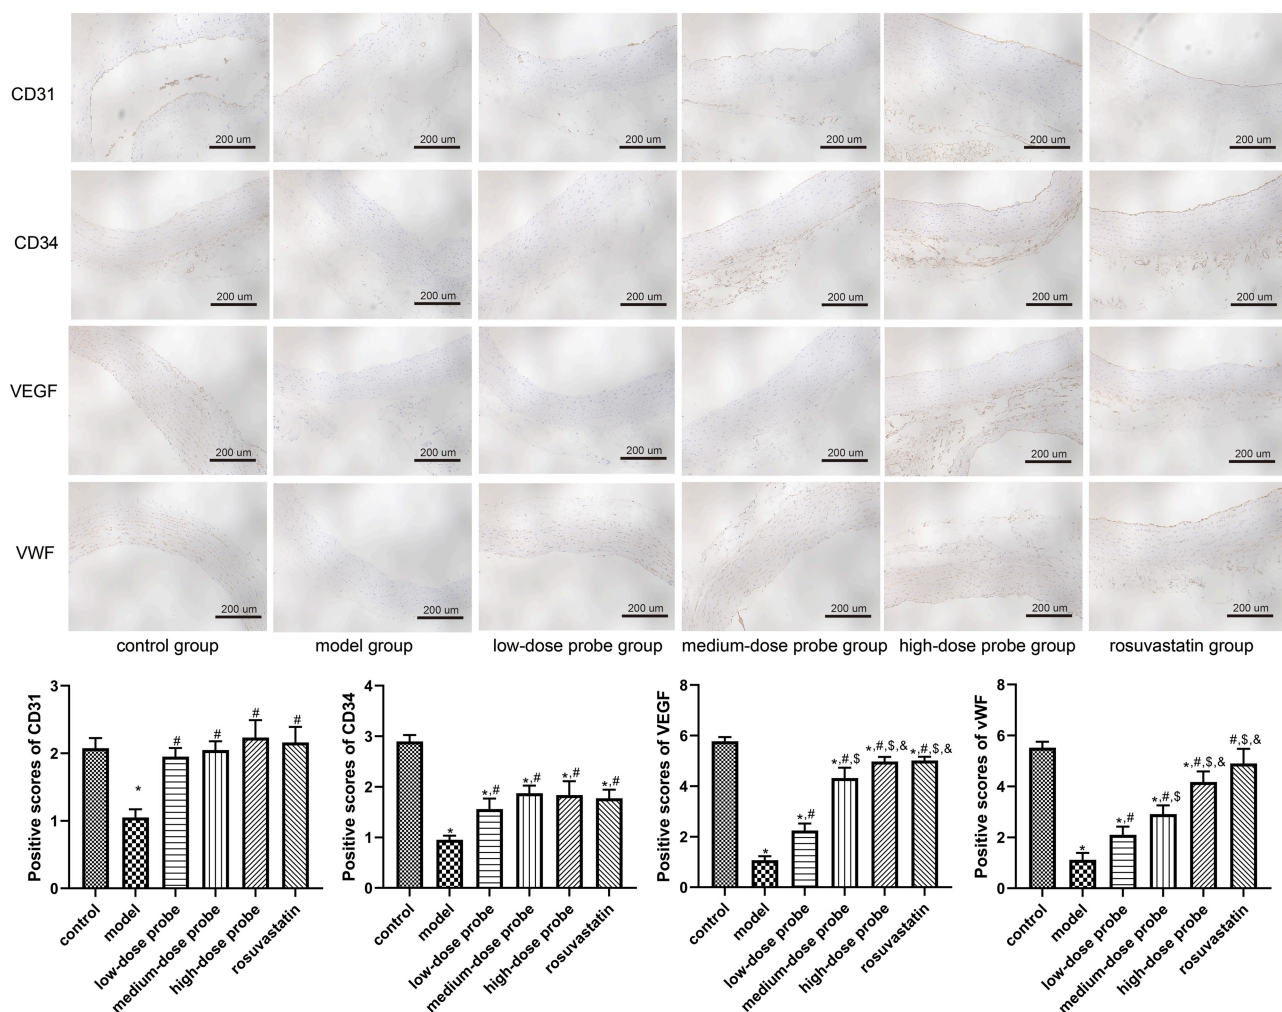 CD31
200 um
200 um
200 um
200 um
200 um
200 um
CD34
200 um
200 um
200 um
200 um
200 um
200 um
VEGF
200 um
200 um
200 um
200 um
200 um
200 um
VWF
200 um
200 um
200 um
200 um
200 um
200 um
control group
model group
low-dose probe group
medium-dose probe group
high-dose probe group
rosuvastatin group
Positive scores of CD31
3
2
1
0
*
#
#
#
#
control
model
low-dose probe
medium-dose probe
high-dose probe
rosuvastatin
Positive scores of CD34
4
3
2
1
0
*
*,#
*,#
*,#
*,#
control
model
low-dose probe
medium-dose probe
high-dose probe
rosuvastatin
Positive scores of VEGF
8
6
4
2
0
*
*,#
*,#,$
*,#,$,&
*,#,$,&
control
model
low-dose probe
medium-dose probe
high-dose probe
rosuvastatin
Positive scores of vWF
8
6
4
2
0
*
*,#
*,#,$
*,#,$,&
#,$,&
control
model
low-dose probe
medium-dose probe
high-dose probe
rosuvastatin